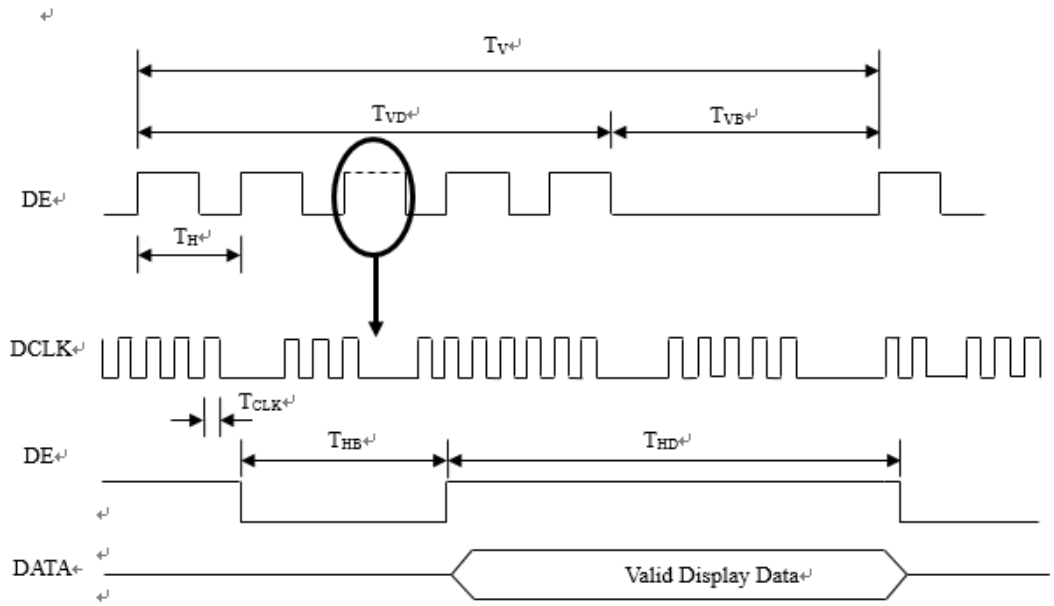 ↵
TV↵
TVD↵ TVB↵
DE↵
TH↵
DCLK↵
TCLK↵
DE↵ THB↵ THD↵
↵
↵
DATA↵ Valid Display Data↵
↵